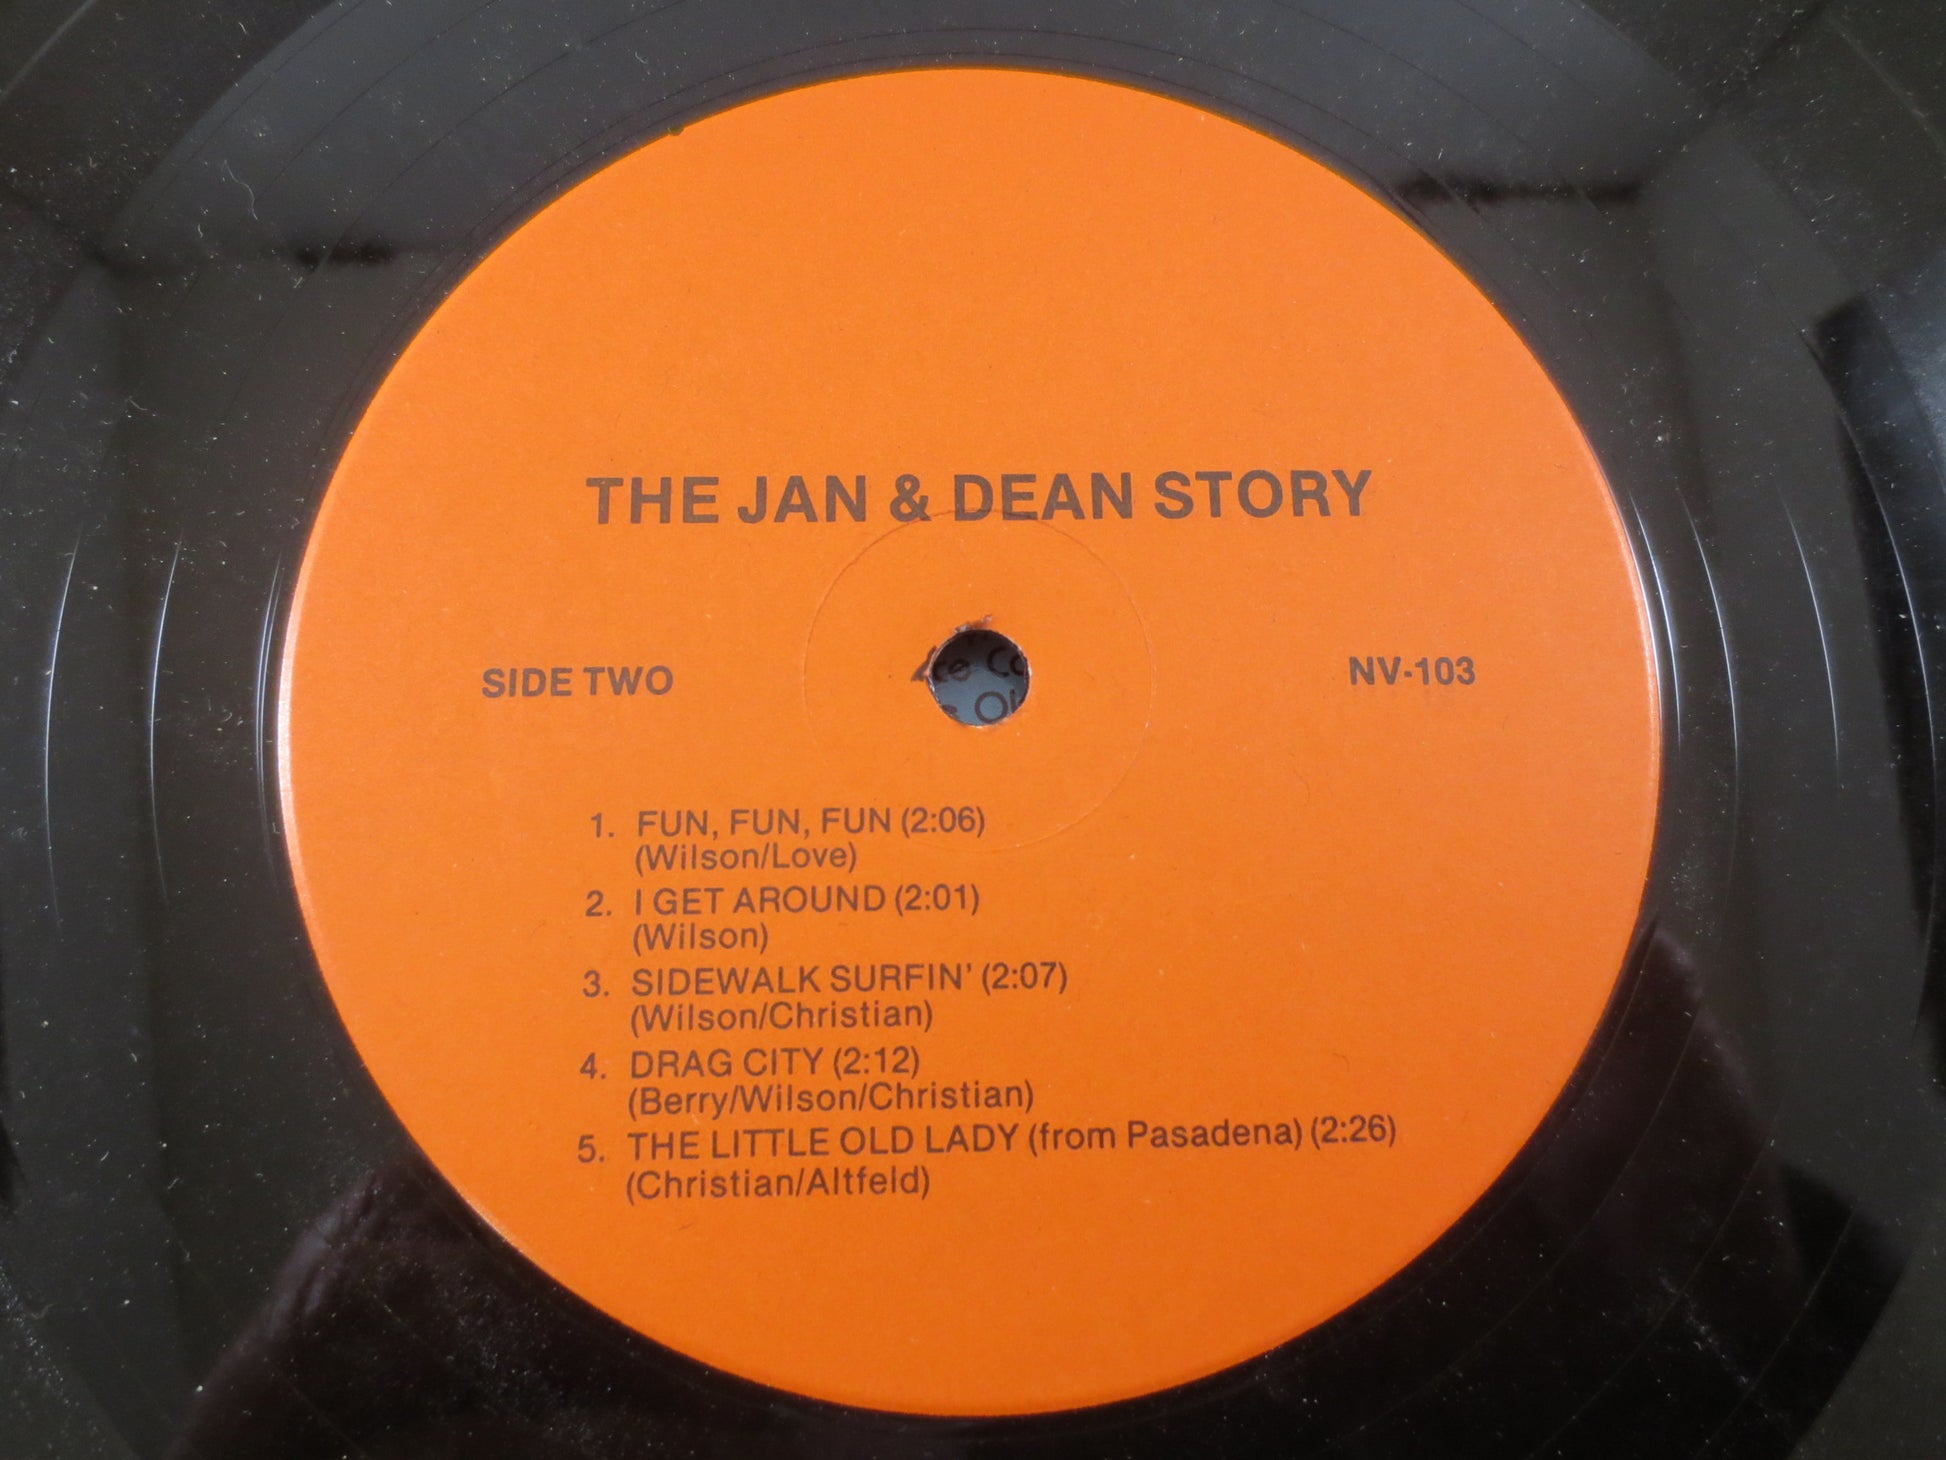 THE JAN & DEAN STORY
SIDE TWO
NV-103
1. FUN, FUN, FUN (2:06)
(Wilson/Love)
2. I GET AROUND (2:01)
(Wilson)
3. SIDEWALK SURFIN' (2:07)
(Wilson/Christian)
4. DRAG CITY (2:12)
(Berry/Wilson/Christian)
5. THE LITTLE OLD LADY (from Pasadena) (2:26)
(Christian/Altfeld)